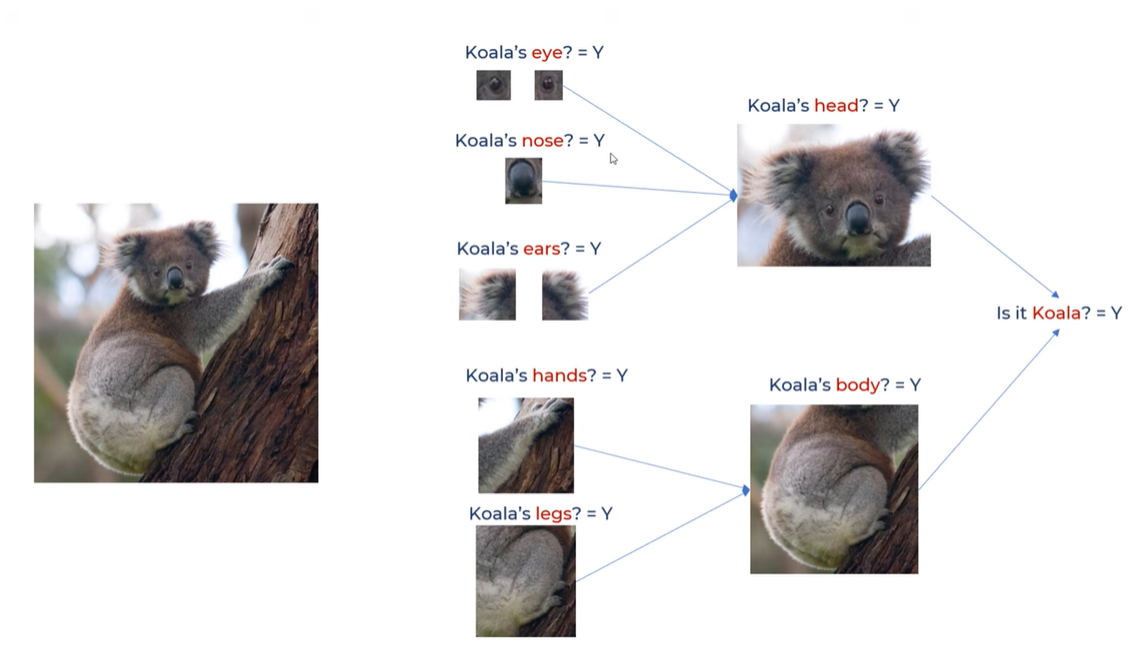 Koala's eye? = Y
Koala's nose? = Y
Koala's ears? = Y
Koala's hands? = Y
Koala's legs? = Y
Koala's head? = Y
Koala's body? = Y
Is it Koala? = Y